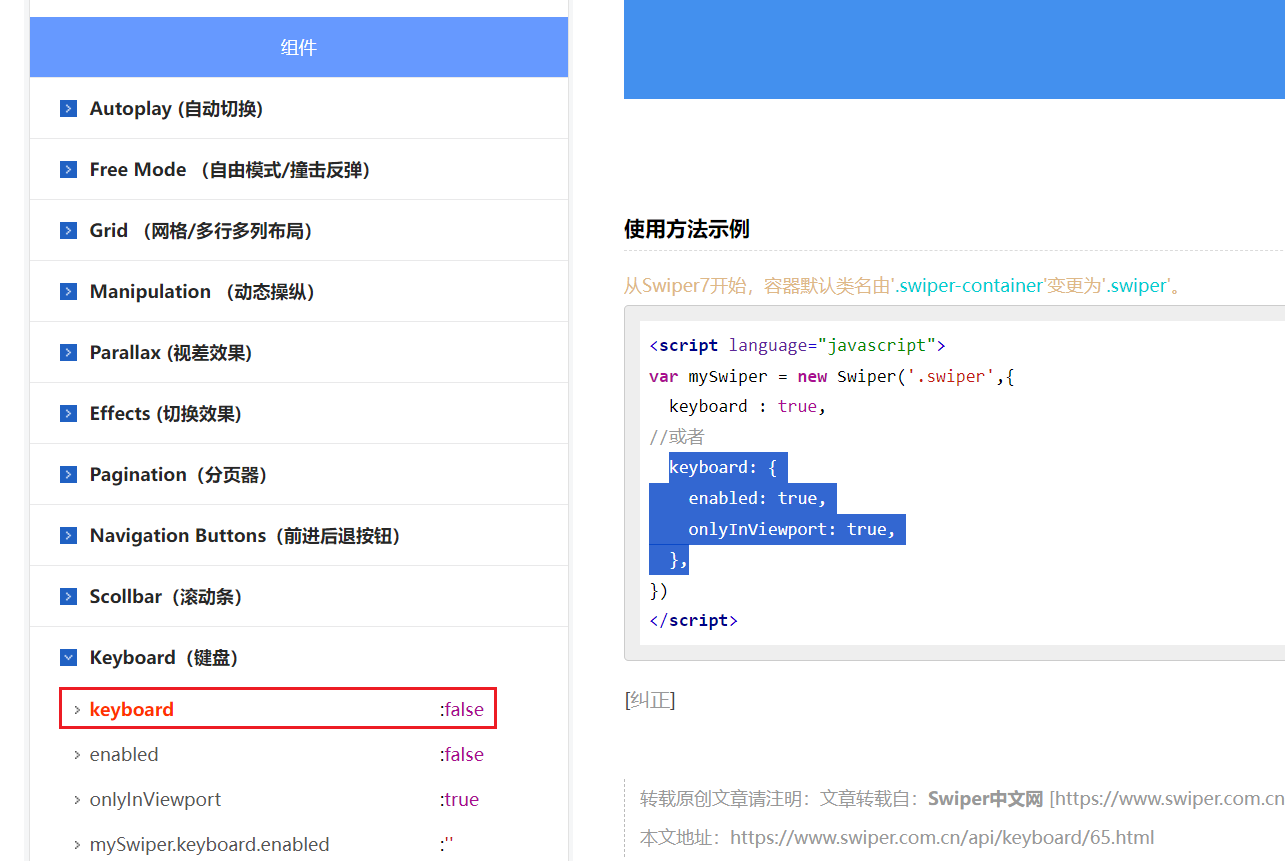 组件
Autoplay (自动切换)
Free Mode （自由模式/撞击反弹）
Grid （网格/多行多列布局）
Manipulation （动态操纵）
Parallax (视差效果)
Effects (切换效果)
Pagination（分页器）
Navigation Buttons（前进后退按钮）
Scollbar（滚动条）
Keyboard（键盘）
keyboard :false
enabled :false
onlyInViewport :true
mySwiper.keyboard.enabled :''
使用方法示例
从Swiper7开始，容器默认类名由'.swiper-container'变更为'.swiper'。
<script language="javascript">
var mySwiper = new Swiper('.swiper',{
keyboard : true,
//或者
keyboard: {
enabled: true,
onlyInViewport: true,
},
})
</script>
[纠正]
转载原创文章请注明：文章转载自：Swiper中文网 [https://www.swiper.com.cn
本文地址：https://www.swiper.com.cn/api/keyboard/65.html